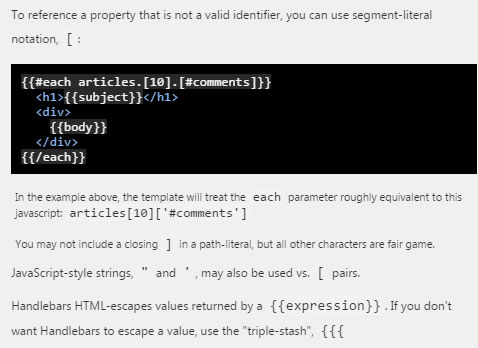 To reference a property that is not a valid identifier, you can use segment-literal
notation, [ :
{{#each articles.[10].[#comments]}}
<h1>{{subject}}</h1>
<div>
{{body}}
</div>
{{/each}}
In the example above, the template will treat the each parameter roughly equivalent to this
javascript: articles[10]['#comments']
You may not include a closing ] in a path-literal, but all other characters are fair game.
JavaScript-style strings, " and ', may also be used vs. [ pairs.
Handlebars HTML-escapes values returned by a {{expression}}. If you don't
want Handlebars to escape a value, use the "triple-stash", {{{